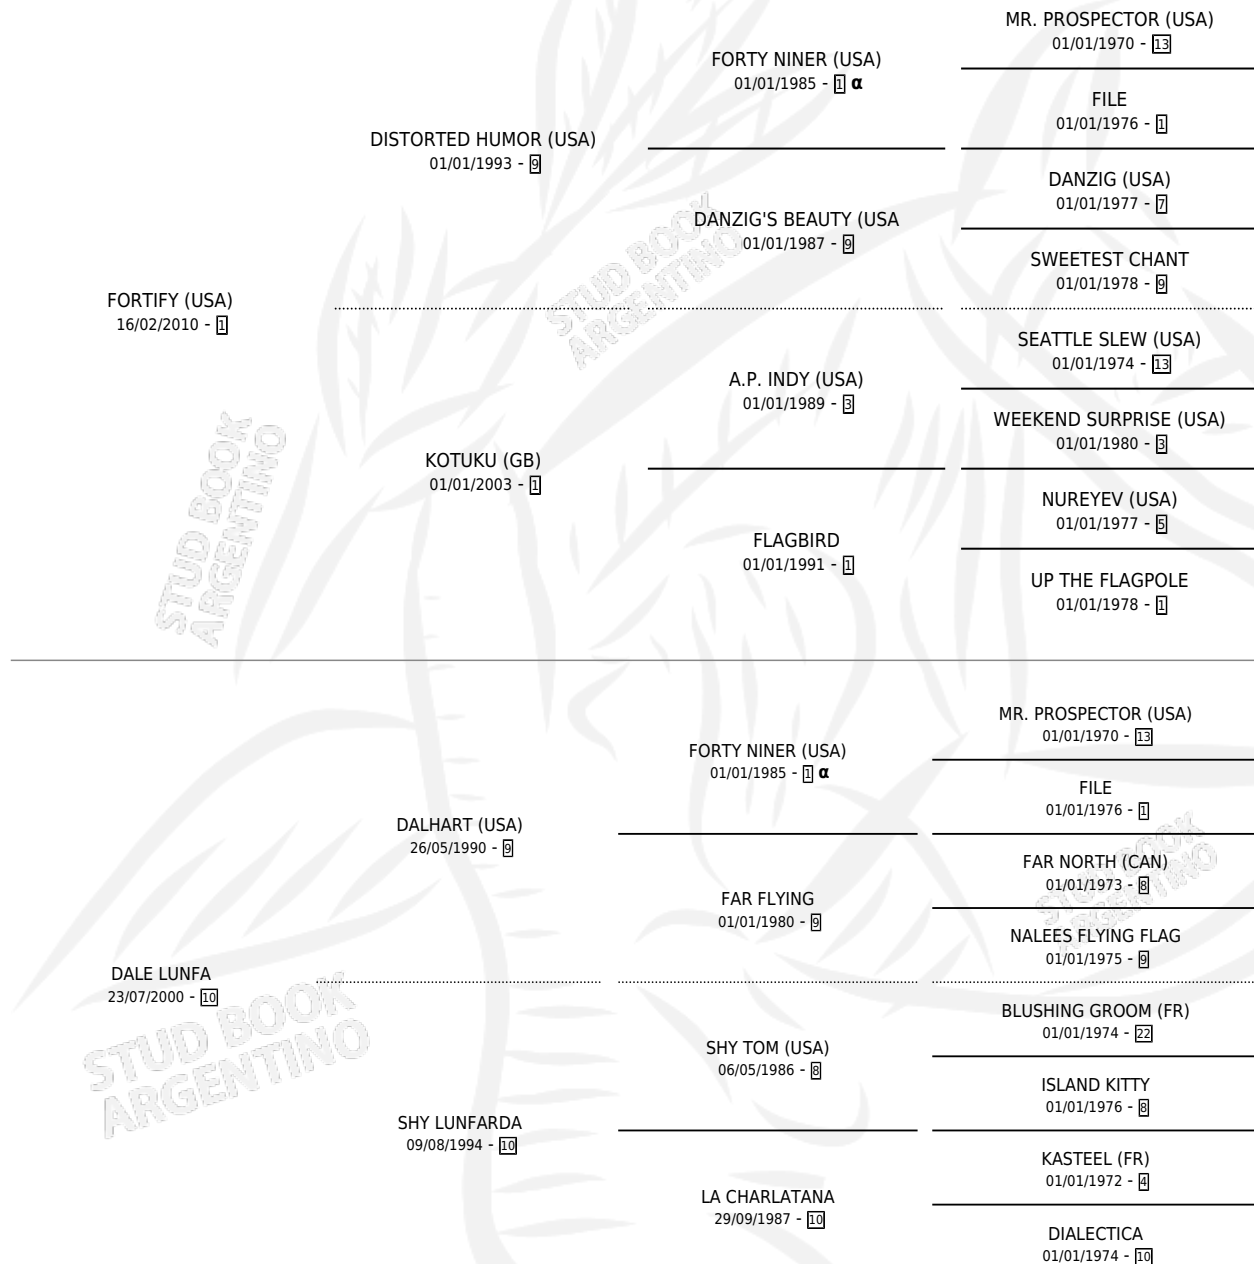 MR. PROSPECTOR (USA)
01/01/1970 - 13
FORTY NINER (USA)
01/01/1985 - 1 α
FILE
01/01/1976 - 1
DISTORTED HUMOR (USA)
01/01/1993 - 9
DANZIG (USA)
01/01/1977 - 7
DANZIG'S BEAUTY (USA
01/01/1987 - 9
SWEETEST CHANT
01/01/1978 - 9
FORTIFY (USA)
16/02/2010 - 1
SEATTLE SLEW (USA)
01/01/1974 - 13
A.P. INDY (USA)
01/01/1989 - 3
WEEKEND SURPRISE (USA)
01/01/1980 - 3
KOTUKU (GB)
01/01/2003 - 1
NUREYEV (USA)
01/01/1977 - 5
FLAGBIRD
01/01/1991 - 1
UP THE FLAGPOLE
01/01/1978 - 1
STUD BOOK
ARGENTINO
STUD BOOK
ARGENTINO
MR. PROSPECTOR (USA)
01/01/1970 - 13
FORTY NINER (USA)
01/01/1985 - 1 α
FILE
01/01/1976 - 1
DALHART (USA)
26/05/1990 - 9
FAR NORTH (CAN)
01/01/1973 - 8
FAR FLYING
01/01/1980 - 9
NALEES FLYING FLAG
01/01/1975 - 9
DALE LUNFA
23/07/2000 - 10
BLUSHING GROOM (FR)
01/01/1974 - 22
SHY TOM (USA)
06/05/1986 - 8
ISLAND KITTY
01/01/1976 - 8
SHY LUNFARDA
09/08/1994 - 10
KASTEEL (FR)
01/01/1972 - 4
LA CHARLATANA
29/09/1987 - 10
DIALECTICA
01/01/1974 - 10
STUD BOOK
ARGENTINO
STUD BOOK
ARGENTINO